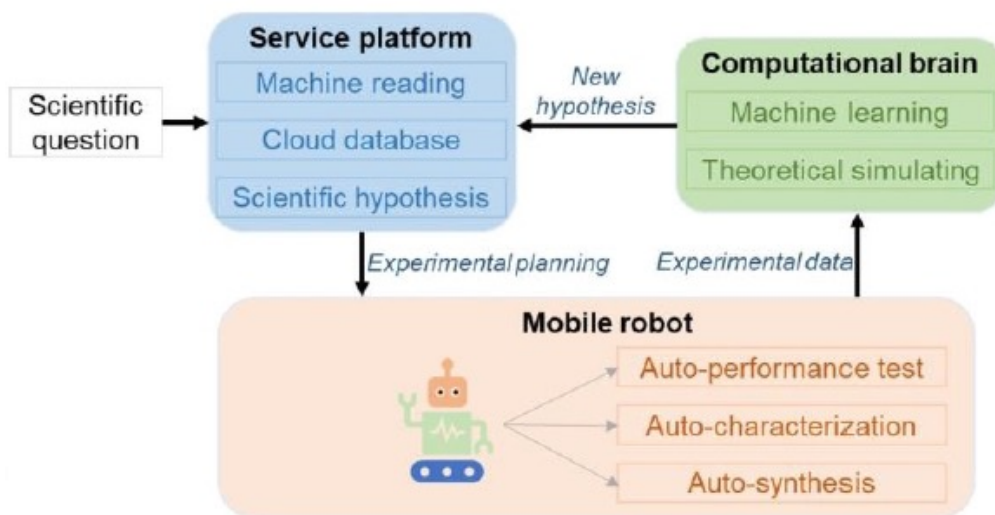 Service platform
Machine reading
Cloud database
Scientific hypothesis
Scientific
question
New
hypothesis
Computational brain
Machine learning
Theoretical simulating
Experimental planning
Experimental data
Mobile robot
Auto-performance test
Auto-characterization
Auto-synthesis